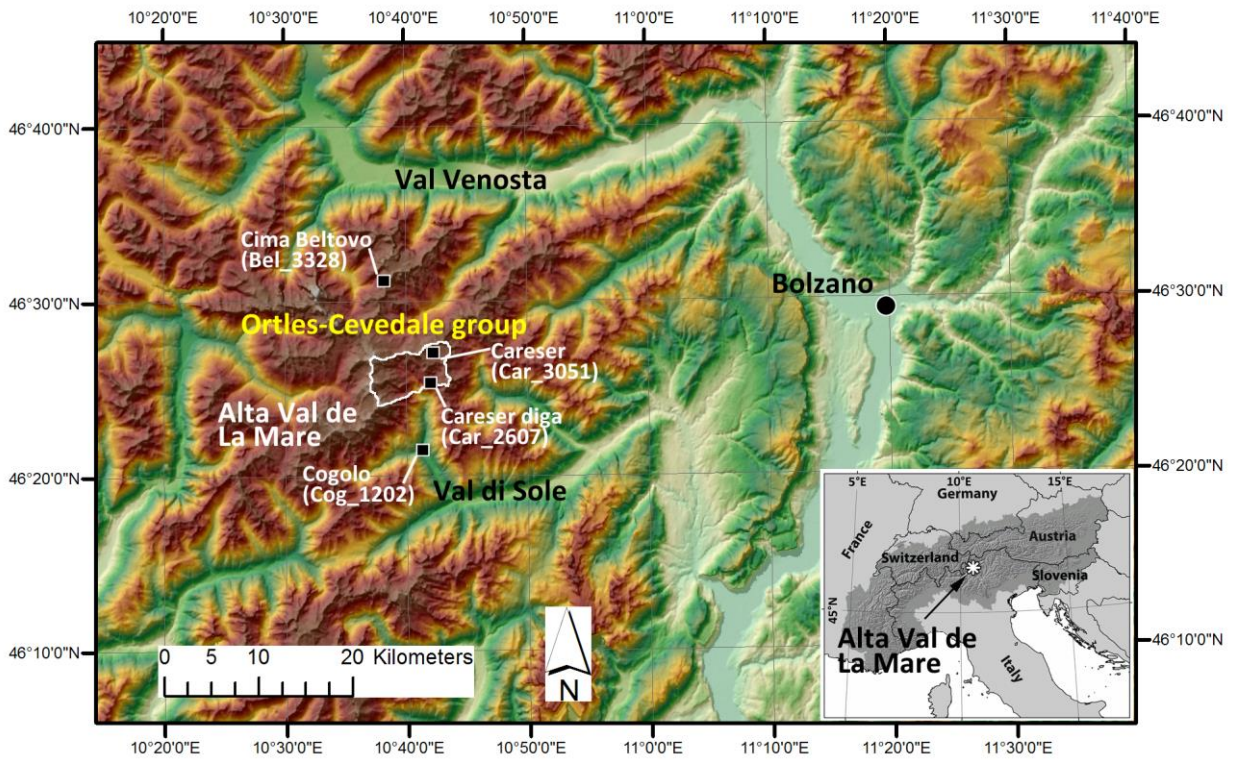 10°20'0"E
10°30'0"E
10°40'0"E
10°50'0"E
11°0'0"E
11°10'0"E
11°20'0"E
11°30'0"E
11°40'0"E
46°40'0"N
46°40'0"N
Val Venosta
Cima Beltovo
(Bel_3328)
Bolzano
46°30'0"N
46°30'0"N
Ortles-Cevedale group
Careser
(Car_3051)
Alta Val de
La Mare
Careser diga
(Car_2607)
Cogolo
(Cog_1202)
Val di Sole
46°20'0"N
46°20'0"N
5°E
10°E
15°E
Germany
France
Austria
Switzerland
Slovenia
45°N
Alta Val de
La Mare
Italy
46°10'0"N
46°10'0"N
0 5 10 20 Kilometers
N
10°20'0"E
10°30'0"E
10°40'0"E
10°50'0"E
11°0'0"E
11°10'0"E
11°20'0"E
11°30'0"E